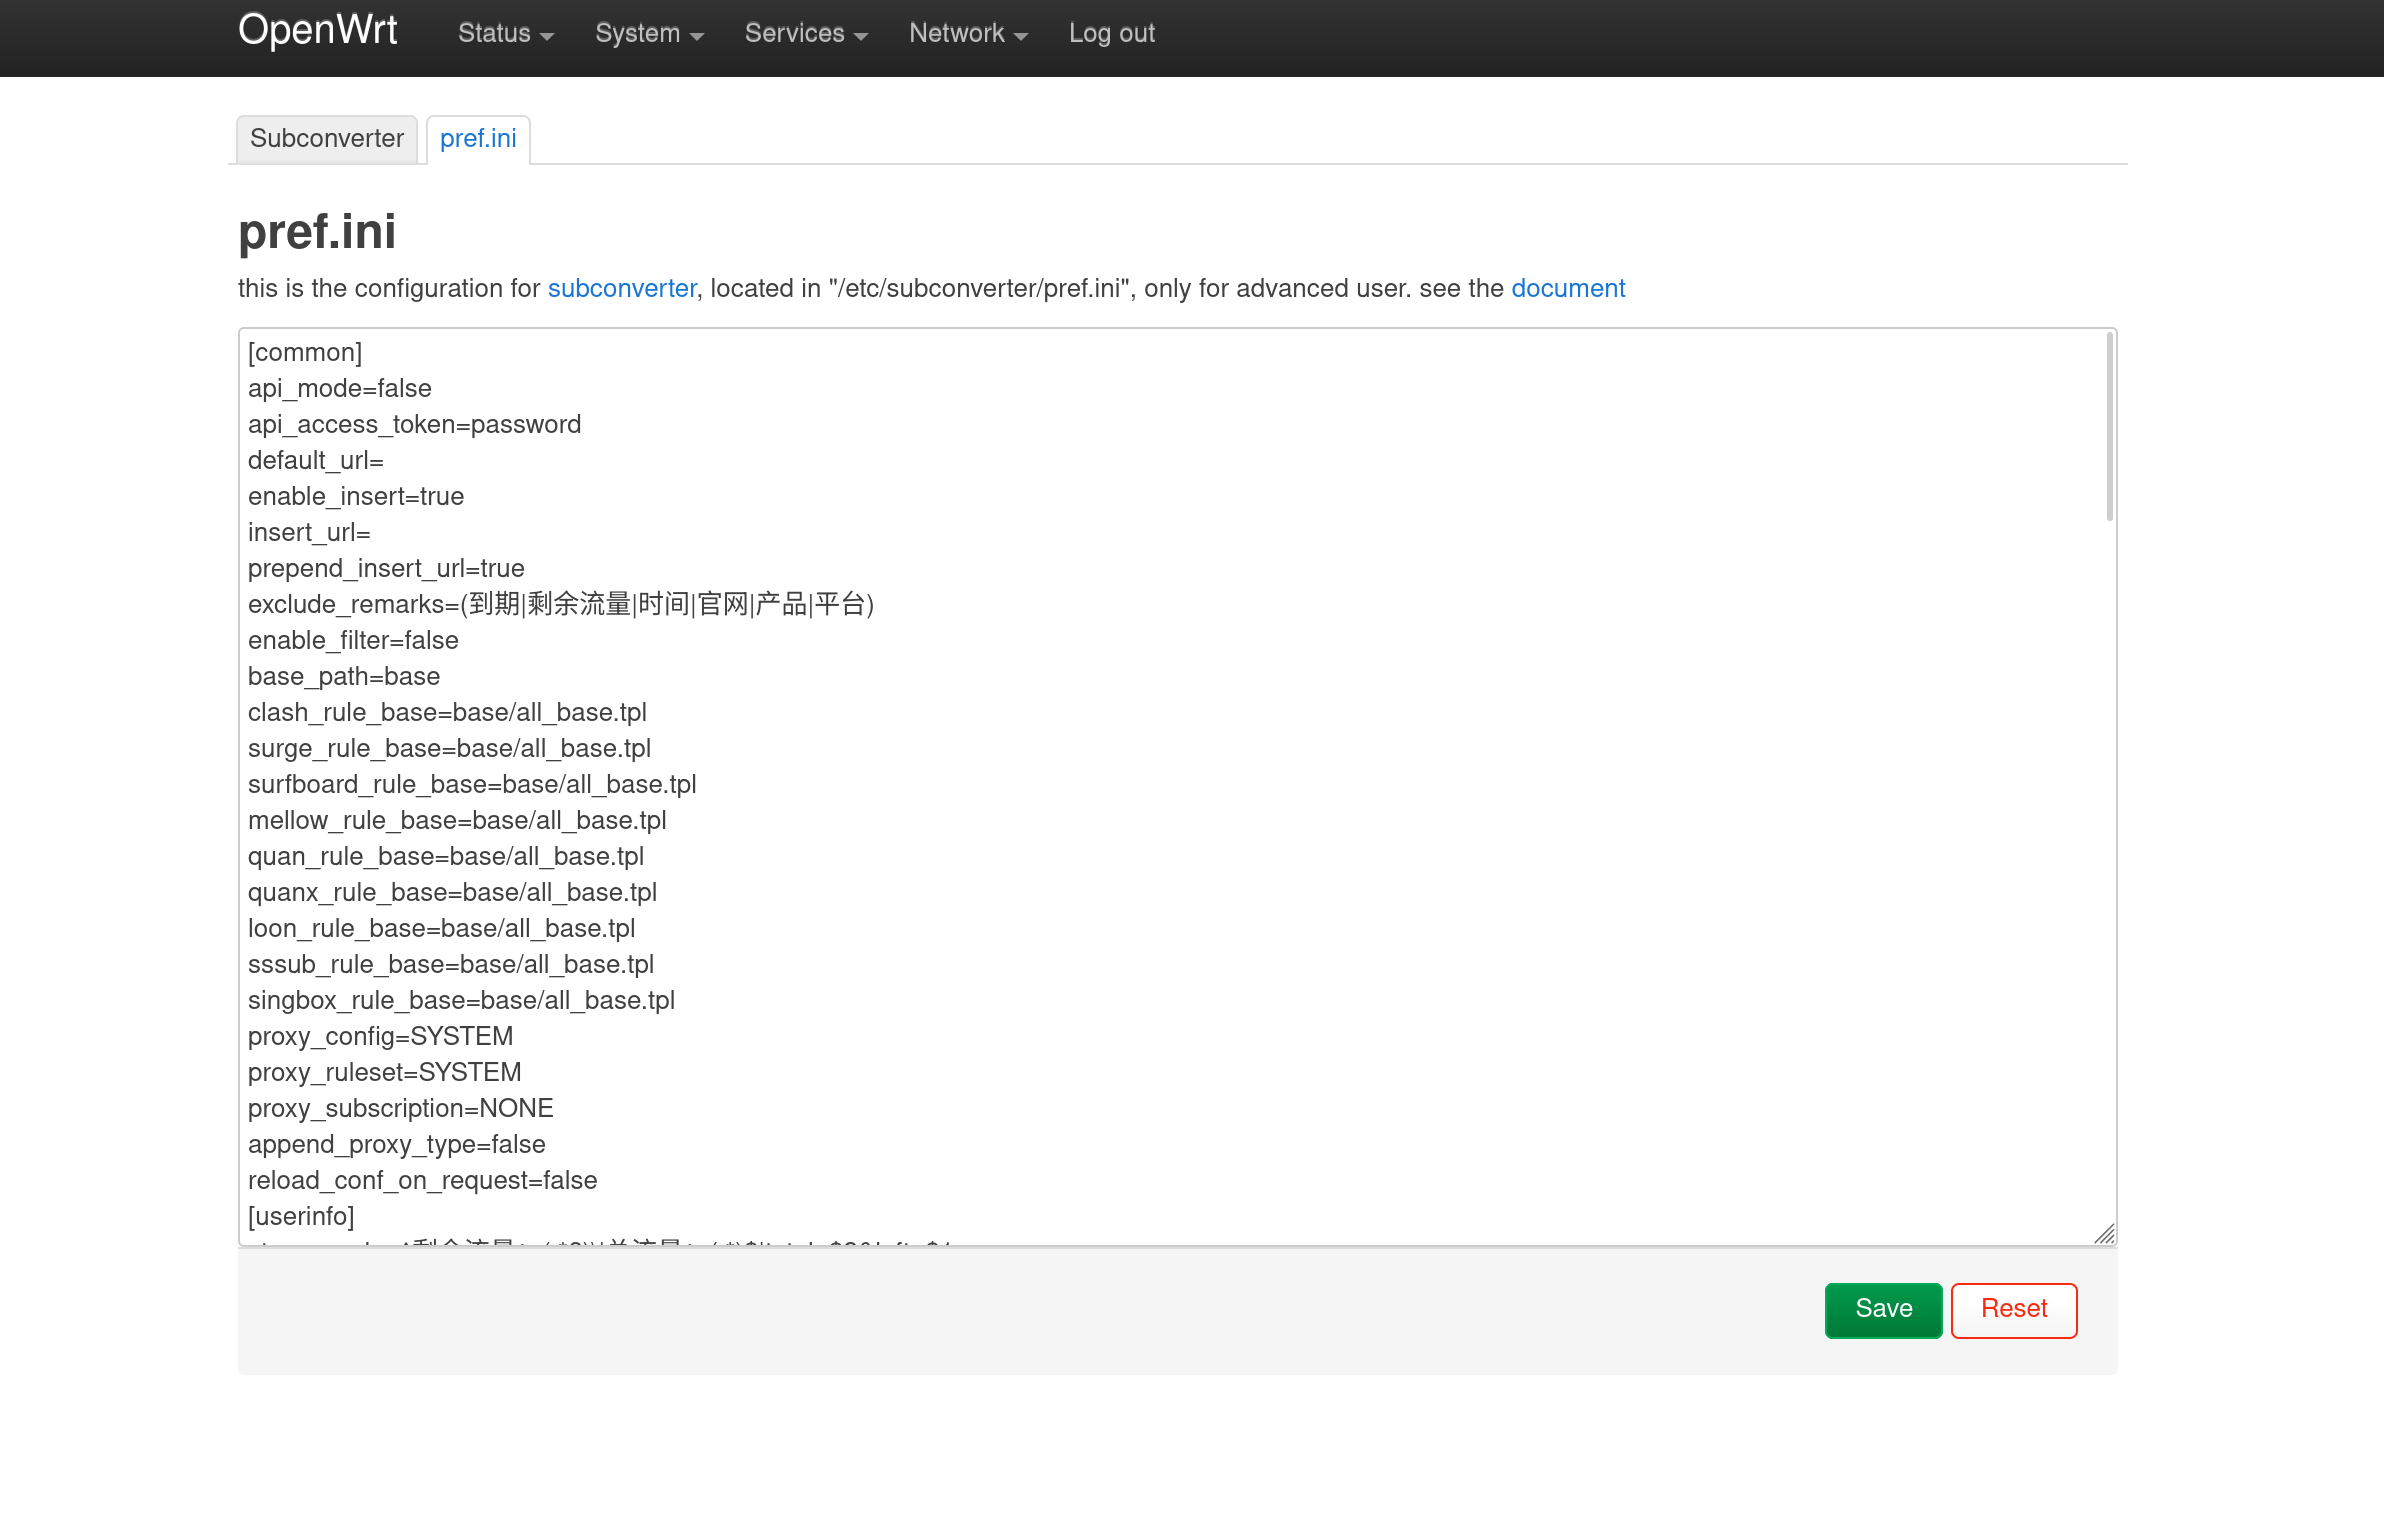 OpenWrt Status System Services Network Log out
Subconverter pref.ini
pref.ini
this is the configuration for subconverter, located in "/etc/subconverter/pref.ini", only for advanced user. see the document
[common]
api_mode=false
api_access_token=password
default_url=
enable_insert=true
insert_url=
prepend_insert_url=true
exclude_remarks=(到期|剩余流量|时间|官网|产品|平台)
enable_filter=false
base_path=base
clash_rule_base=base/all_base.tpl
surge_rule_base=base/all_base.tpl
surfboard_rule_base=base/all_base.tpl
mellow_rule_base=base/all_base.tpl
quan_rule_base=base/all_base.tpl
quanx_rule_base=base/all_base.tpl
loon_rule_base=base/all_base.tpl
sssub_rule_base=base/all_base.tpl
singbox_rule_base=base/all_base.tpl
proxy_config=SYSTEM
proxy_ruleset=SYSTEM
proxy_subscription=NONE
append_proxy_type=false
reload_conf_on_request=false
[userinfo]
Save Reset